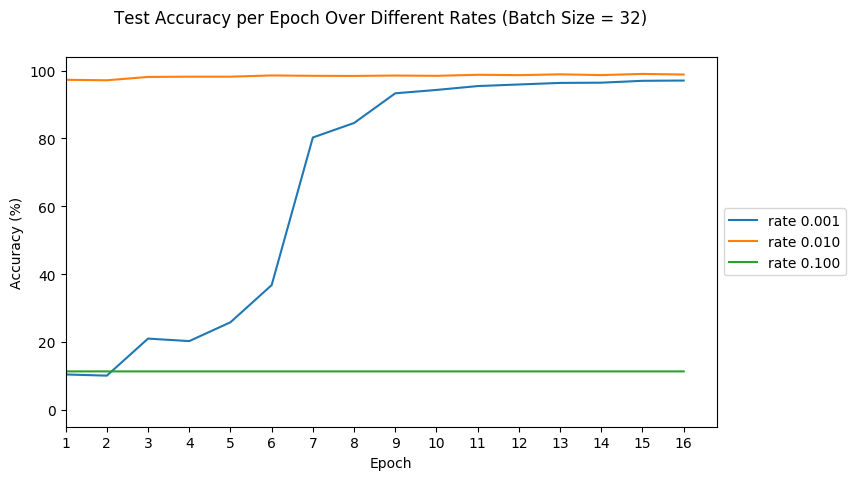 Test Accuracy per Epoch Over Different Rates (Batch Size = 32)
100
80
60
40
20
0
Accuracy (%)
1 2 3 4 5 6 7 8 9 10 11 12 13 14 15 16
Epoch
rate 0.001
rate 0.010
rate 0.100